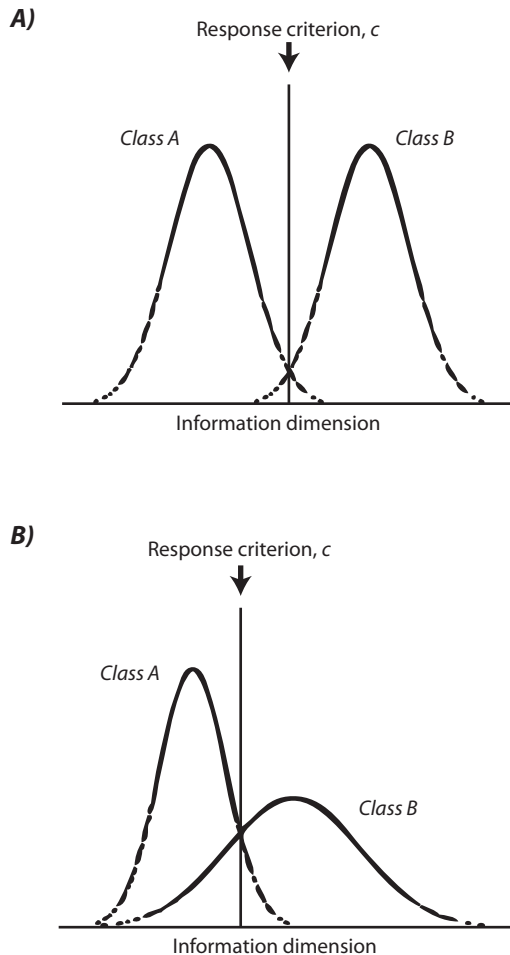 A)
Response criterion, c
Class A
Class B
Information dimension
B)
Response criterion, c
Class A
Class B
Information dimension